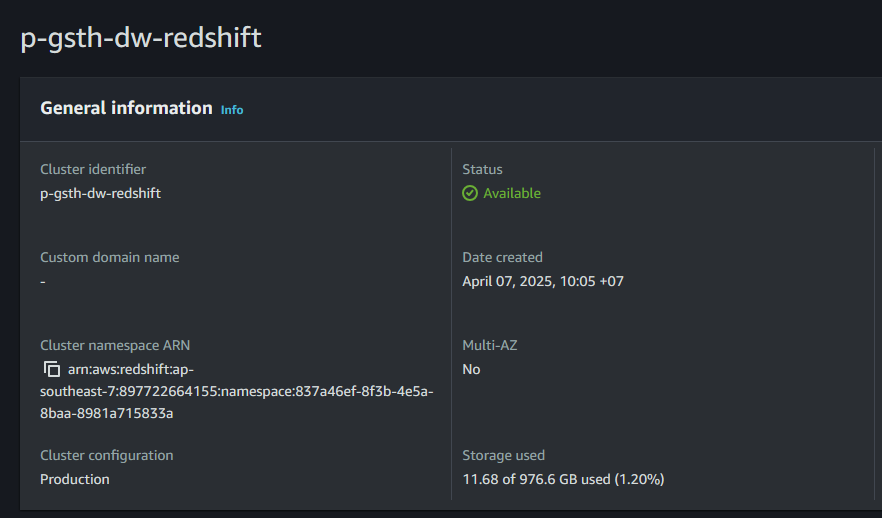 p-gsth-dw-redshift
General information Info
Cluster identifier
p-gsth-dw-redshift
Status
Available
Custom domain name
-
Date created
April 07, 2025, 10:05 +07
Cluster namespace ARN
arn:aws:redshift:ap-
southeast-7:897722664155:namespace:837a46ef-8f3b-4e5a-
8baa-8981a715833a
Multi-AZ
No
Cluster configuration
Production
Storage used
11.68 of 976.6 GB used (1.20%)